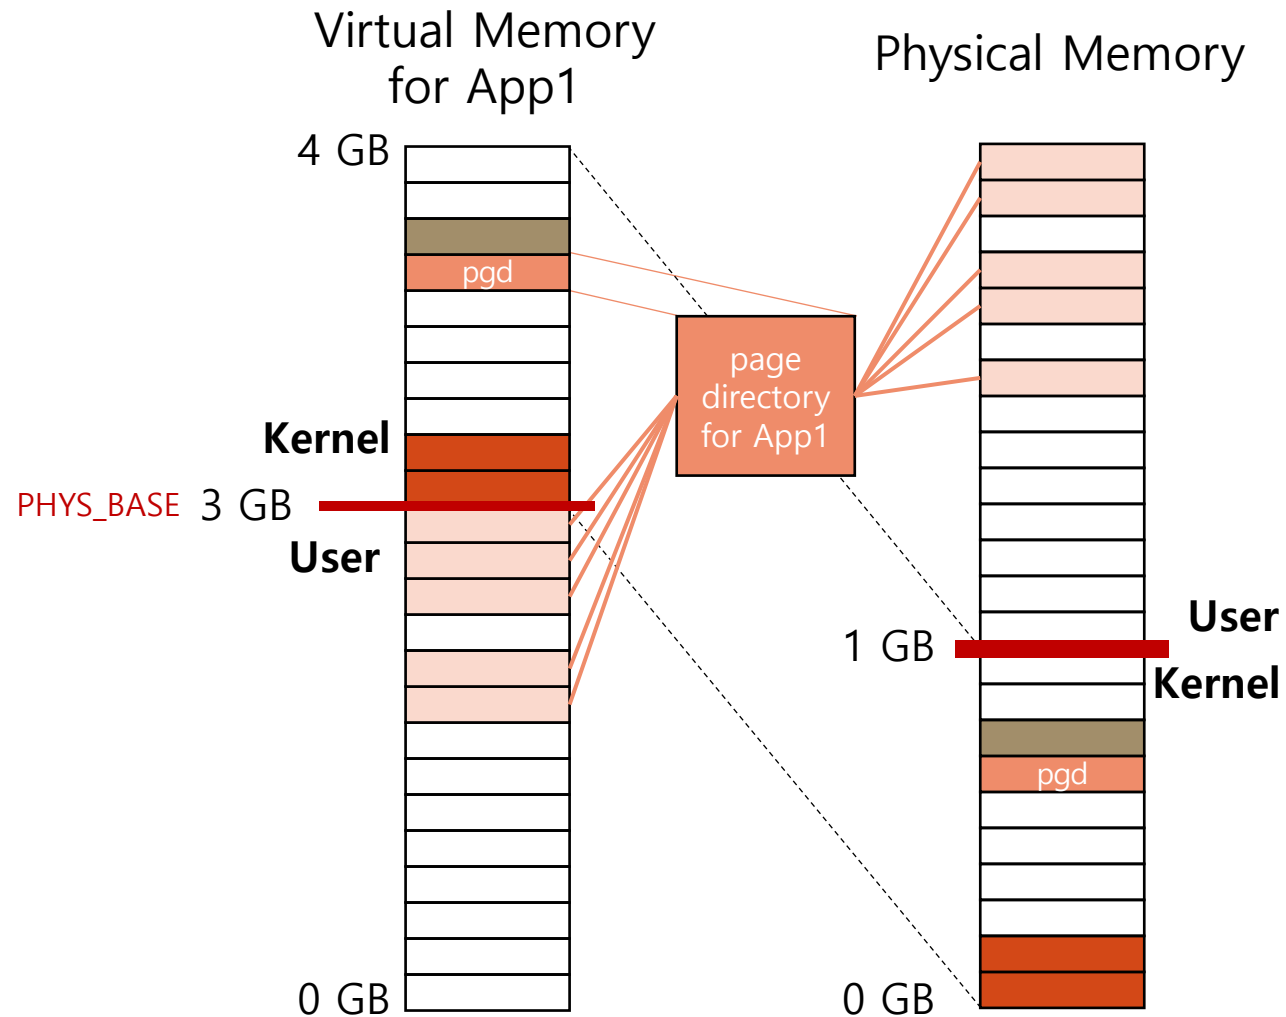 Virtual Memory
for App1
Physical Memory
4 GB
pgd
page
directory
for App1
Kernel
PHYS_BASE 3 GB
User
User
1 GB
Kernel
pgd
0 GB
0 GB